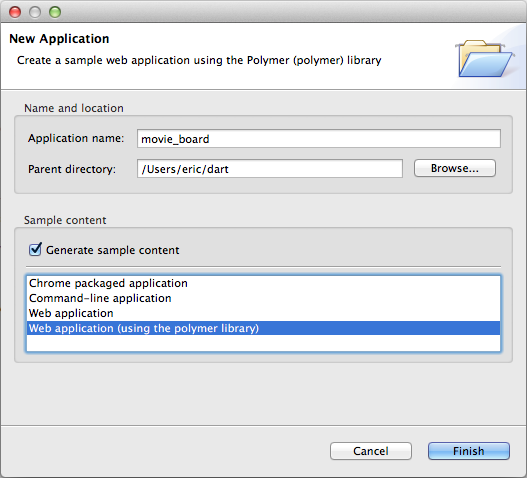 New Application
Create a sample web application using the Polymer (polymer) library
Name and location
Application name: movie_board
Parent directory: /Users/eric/dart Browse...
Sample content
Generate sample content
Chrome packaged application
Command-line application
Web application
Web application (using the polymer library)
Cancel Finish